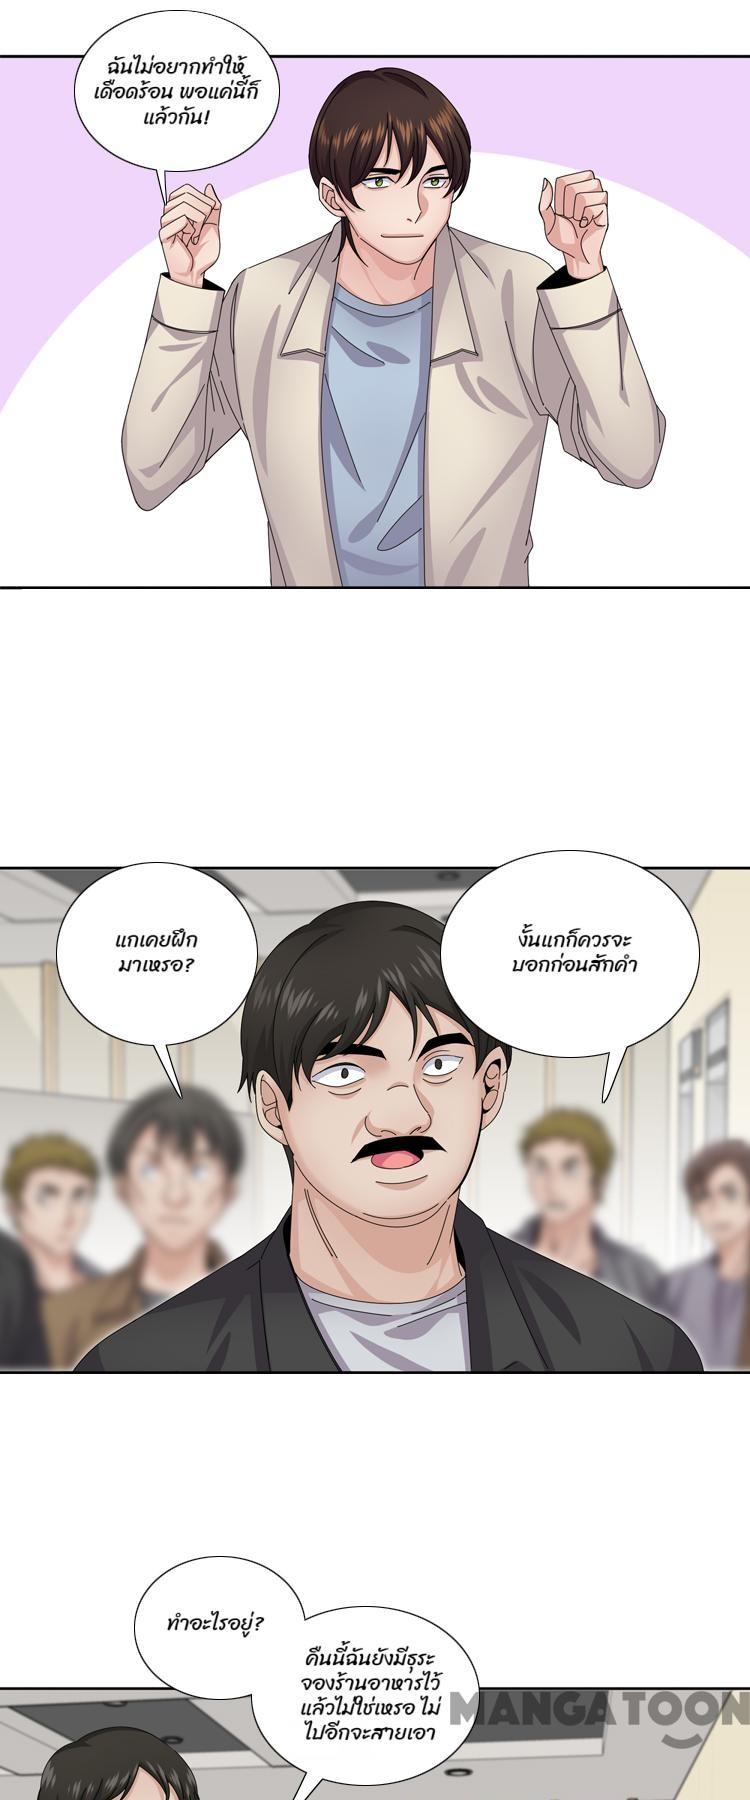 ฉันไม่อยากทำให้
เดือดร้อน พอแค่นี้ก็
แล้วกัน!
แกเคยฝึก
มาเหรอ?
งั้นแกก็ควรจะ
บอกก่อนสักคำ
ทำอะไรอยู่?
คืนนี้ฉันยังมีธุระ
จองร้านอาหารไว้
แล้วไม่ใช่เหรอ ไม่
ไปอีกจะสายเอา
MANGATOON